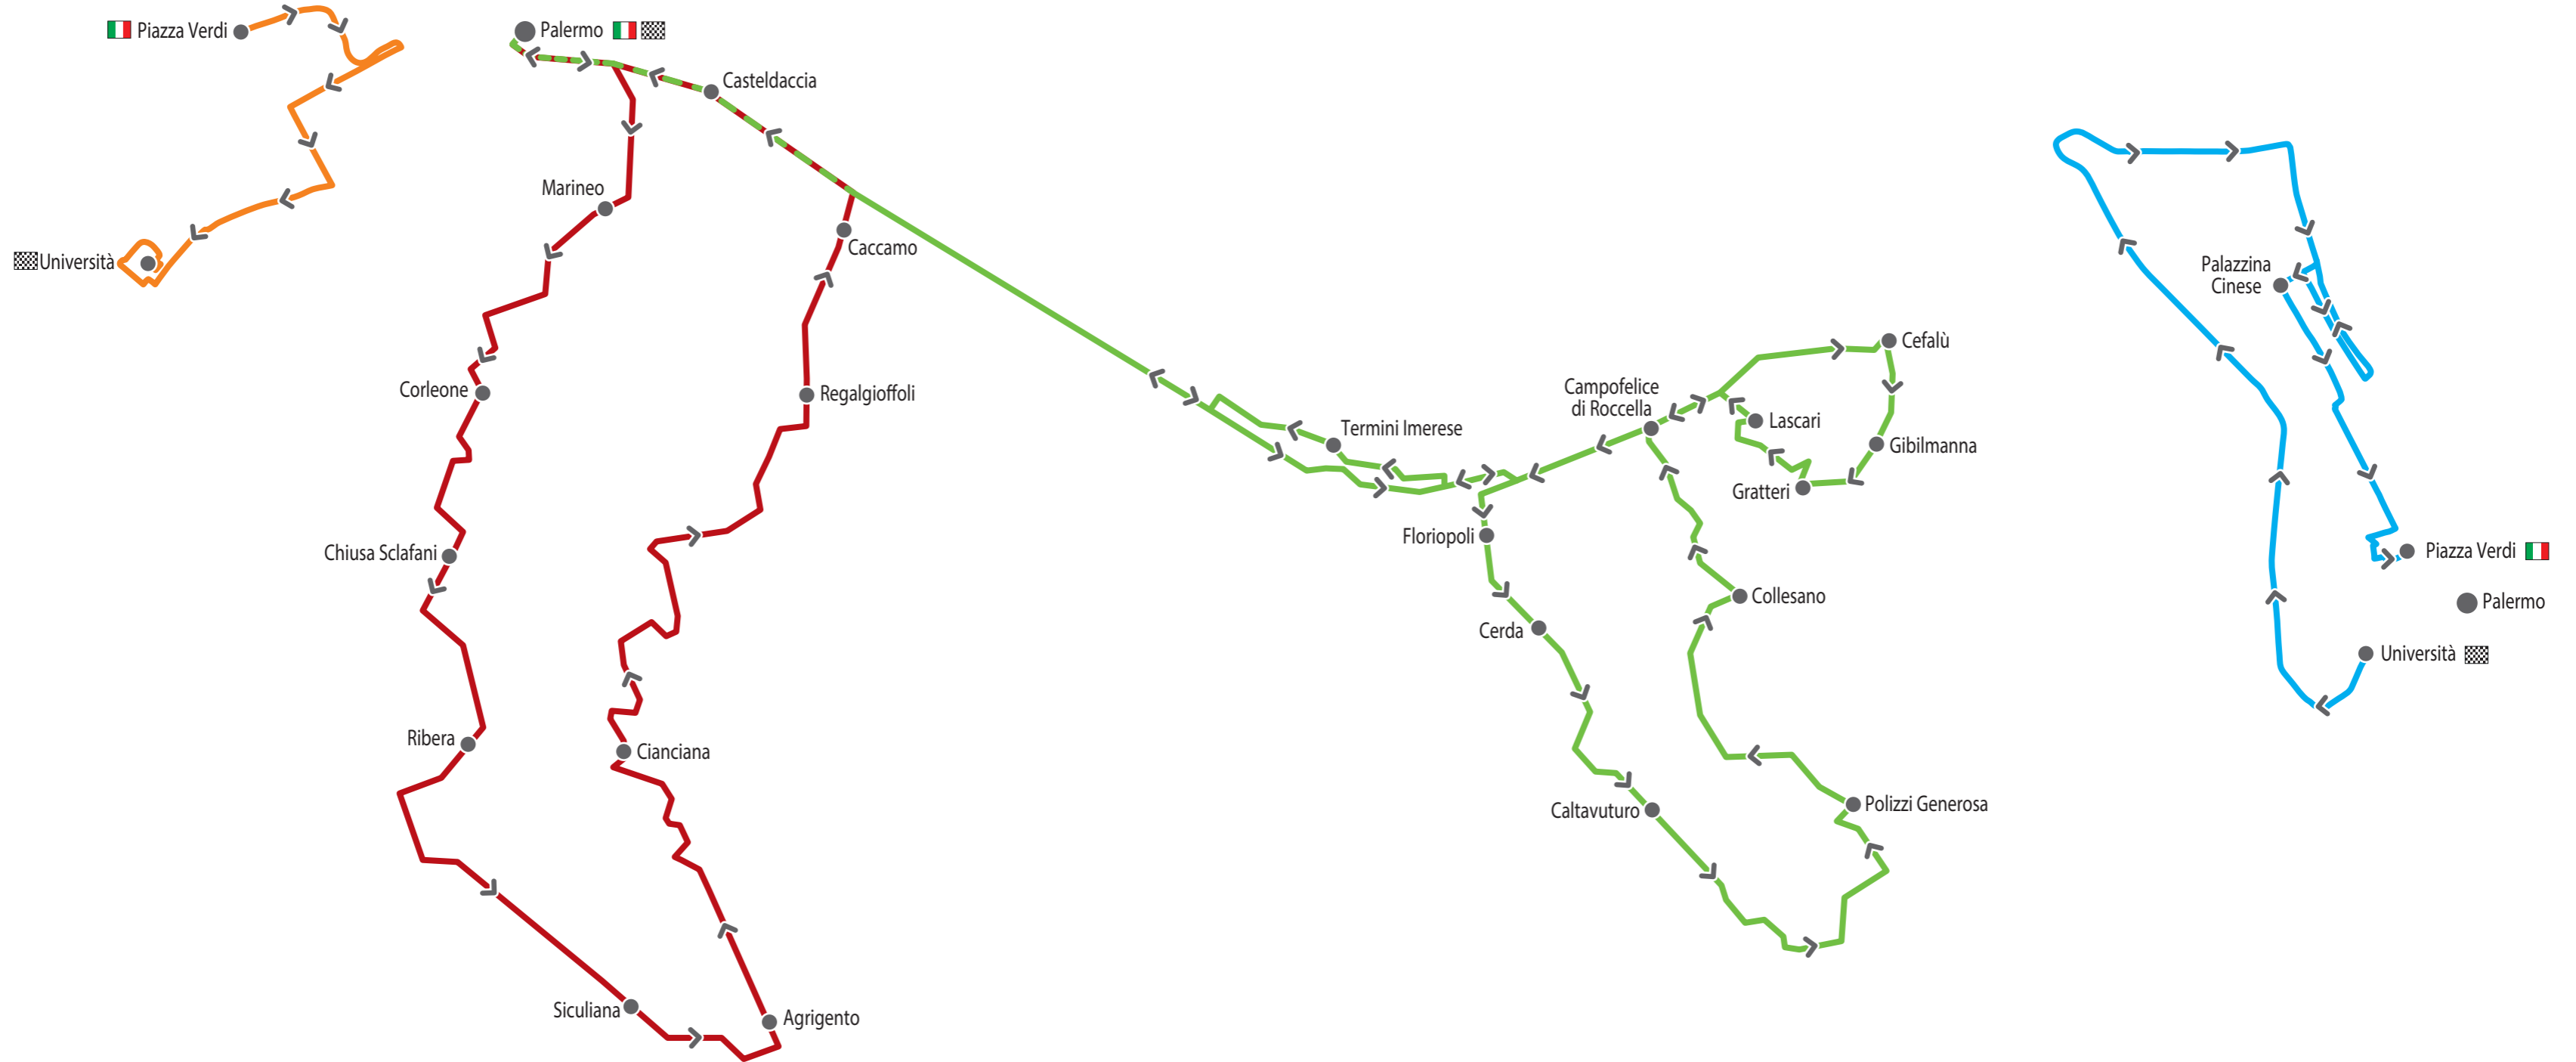 Piazza Verdi
Università
Palermo
Casteldaccia
Marineo
Caccamo
Corleone
Regalgioffoli
Chiusa Sclafani
Ribera
Cianciana
Siculiana
Agrigento
Termini Imerese
Campofelice
di Roccella
Cefalù
Lascari
Gibilmanna
Gratteri
Floriopoli
Collesano
Cerda
Caltavuturo
Polizzi Generosa
Palazzina
Cinese
Piazza Verdi
Palermo
Università